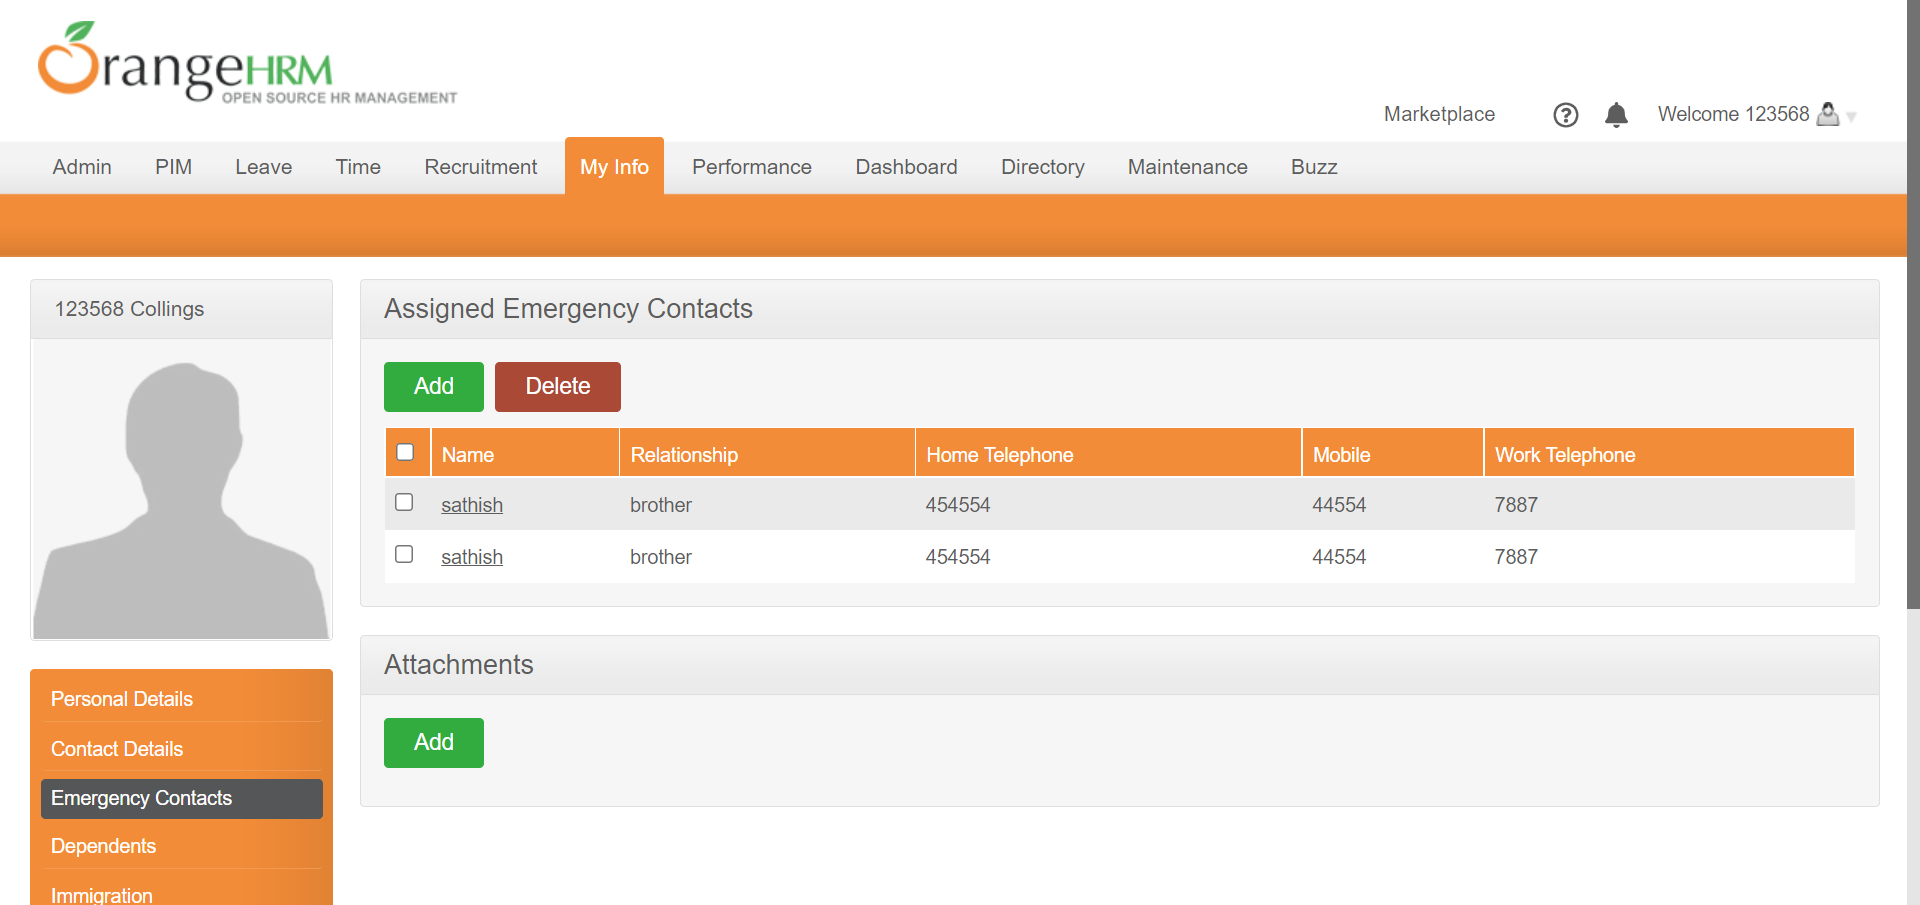 OrangeHRM
OPEN SOURCE HR MANAGEMENT
Marketplace ? Welcome 123568
Admin PIM Leave Time Recruitment My Info Performance Dashboard Directory Maintenance Buzz
123568 Collings
Assigned Emergency Contacts
Add Delete
Name Relationship Home Telephone Mobile Work Telephone
sathish brother 454554 44554 7887
sathish brother 454554 44554 7887
Attachments
Add
Personal Details
Contact Details
Emergency Contacts
Dependents
Immigration